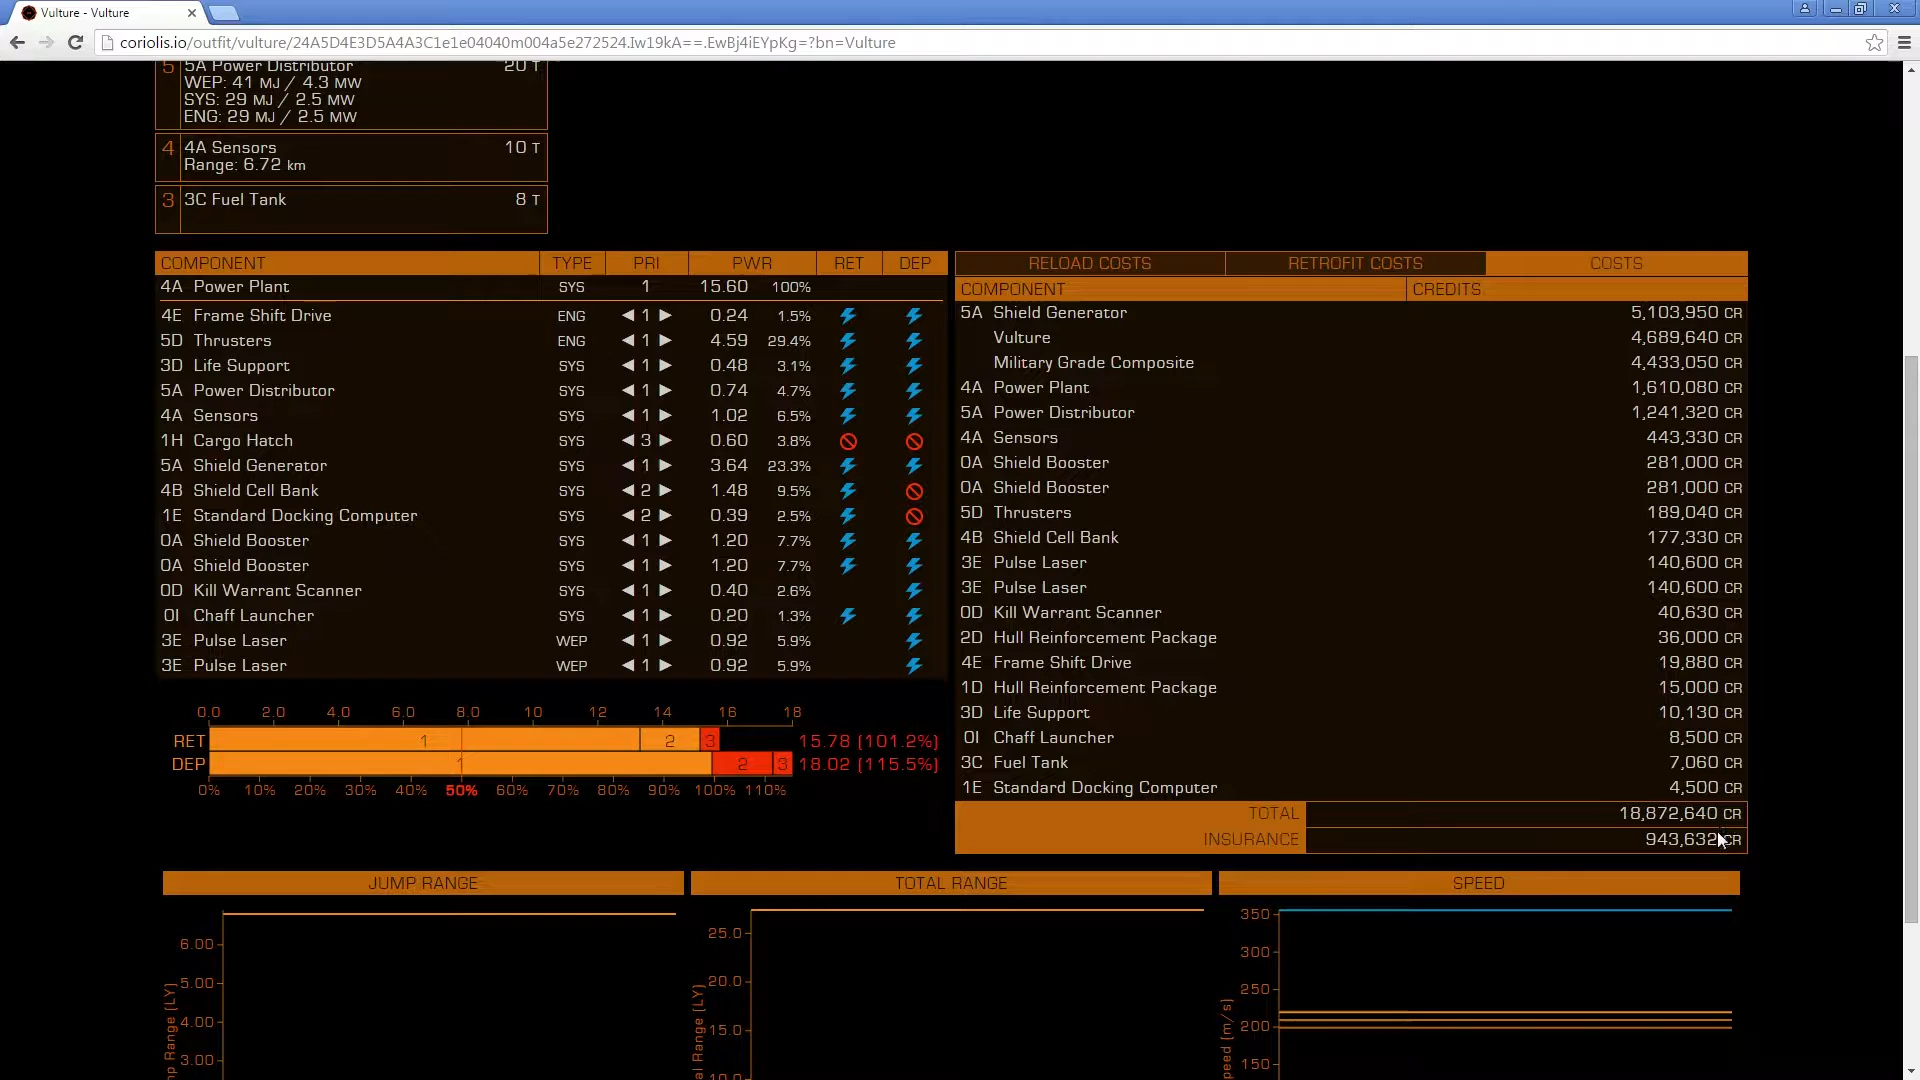 Vulture - Vulture
coriolis.io/outfit/vulture/24A5D4E3D5A4A3C1e1e04040m004a5e272524.Iw19kA==.EwBj4iEYpKg=?bn=Vulture
5 5A Power Distributor 20 T
WEP: 41 MJ / 4.3 MW
SYS: 29 MJ / 2.5 MW
ENG: 29 MJ / 2.5 MW
4 4A Sensors 10 T
Range: 6.72 km
3 3C Fuel Tank 8 T
COMPONENT TYPE PRI PWR RET DEP
4A Power Plant SYS 1 15.60 100%
4E Frame Shift Drive ENG 1 0.24 1.5%
5D Thrusters ENG 1 4.59 29.4%
3D Life Support SYS 1 0.48 3.1%
5A Power Distributor SYS 1 0.74 4.7%
4A Sensors SYS 1 1.02 6.5%
1H Cargo Hatch SYS 3 0.60 3.8%
5A Shield Generator SYS 1 3.64 23.3%
4B Shield Cell Bank SYS 2 1.48 9.5%
1E Standard Docking Computer SYS 2 0.39 2.5%
0A Shield Booster SYS 1 1.20 7.7%
0A Shield Booster SYS 1 1.20 7.7%
0D Kill Warrant Scanner SYS 1 0.40 2.6%
0I Chaff Launcher SYS 1 0.20 1.3%
3E Pulse Laser WEP 1 0.92 5.9%
3E Pulse Laser WEP 1 0.92 5.9%
0.0 2.0 4.0 6.0 8.0 10 12 14 16 18
RET 1 2 3 15.78 (101.2%)
DEP 1 2 3 18.02 (115.5%)
0% 10% 20% 30% 40% 50% 60% 70% 80% 90% 100% 110%
RELOAD COSTS RETROFIT COSTS COSTS
COMPONENT CREDITS
5A Shield Generator 5,103,950 CR
Vulture 4,689,640 CR
Military Grade Composite 4,433,050 CR
4A Power Plant 1,610,080 CR
5A Power Distributor 1,241,320 CR
4A Sensors 443,330 CR
0A Shield Booster 281,000 CR
0A Shield Booster 281,000 CR
5D Thrusters 189,040 CR
4B Shield Cell Bank 177,330 CR
3E Pulse Laser 140,600 CR
3E Pulse Laser 140,600 CR
0D Kill Warrant Scanner 40,630 CR
2D Hull Reinforcement Package 36,000 CR
4E Frame Shift Drive 19,880 CR
1D Hull Reinforcement Package 15,000 CR
3D Life Support 10,130 CR
0I Chaff Launcher 8,500 CR
3C Fuel Tank 7,060 CR
1E Standard Docking Computer 4,500 CR
TOTAL 18,872,640 CR
INSURANCE 943,632 CR
JUMP RANGE
6.00
5.00
4.00
3.00
Range (LY)
TOTAL RANGE
25.0
20.0
15.0
10.0
Range (LY)
SPEED
350
300
250
200
150
(m/s)